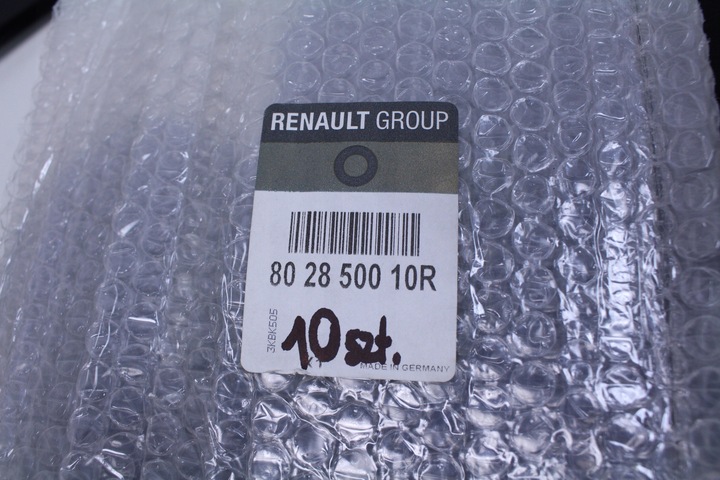 RENAULT GROUP
80 28 500 10R
3KBK505
10 szt.
MADE IN GERMANY